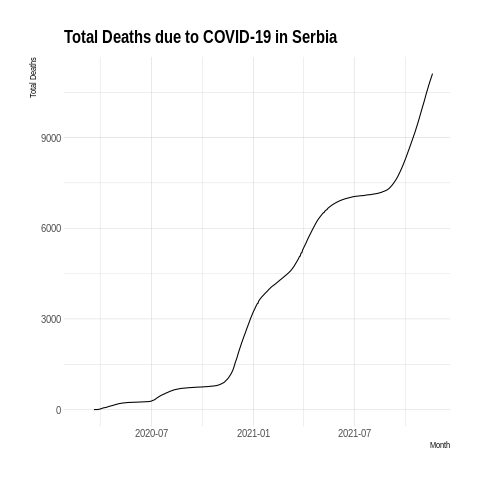 Total Deaths due to COVID-19 in Serbia
Total Deaths
9000
6000
3000
0
2020-07 2021-01 2021-07
Month